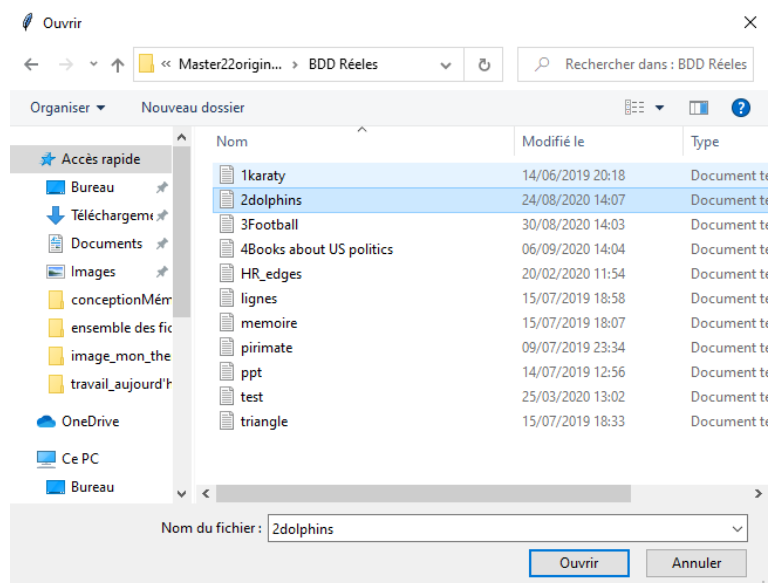 Ouvrir
« Master22origin... › BDD Réeles
Rechercher dans : BDD Réeles
Organiser Nouveau dossier
Nom Modifié le Type
Accès rapide
Bureau
Téléchargeme
Documents
Images
conceptionMém
ensemble des fic
image_mon_the
travail_aujourd'h
OneDrive
Ce PC
Bureau
1karaty 14/06/2019 20:18 Document te
2dolphins 24/08/2020 14:07 Document te
3Football 30/08/2020 14:03 Document te
4Books about US politics 06/09/2020 14:04 Document te
HR_edges 20/02/2020 11:54 Document te
lignes 15/07/2019 18:58 Document te
memoire 15/07/2019 18:07 Document te
pirimate 09/07/2019 23:34 Document te
ppt 14/07/2019 12:56 Document te
test 25/03/2020 13:02 Document te
triangle 15/07/2019 18:33 Document te
Nom du fichier : 2dolphins
Ouvrir Annuler